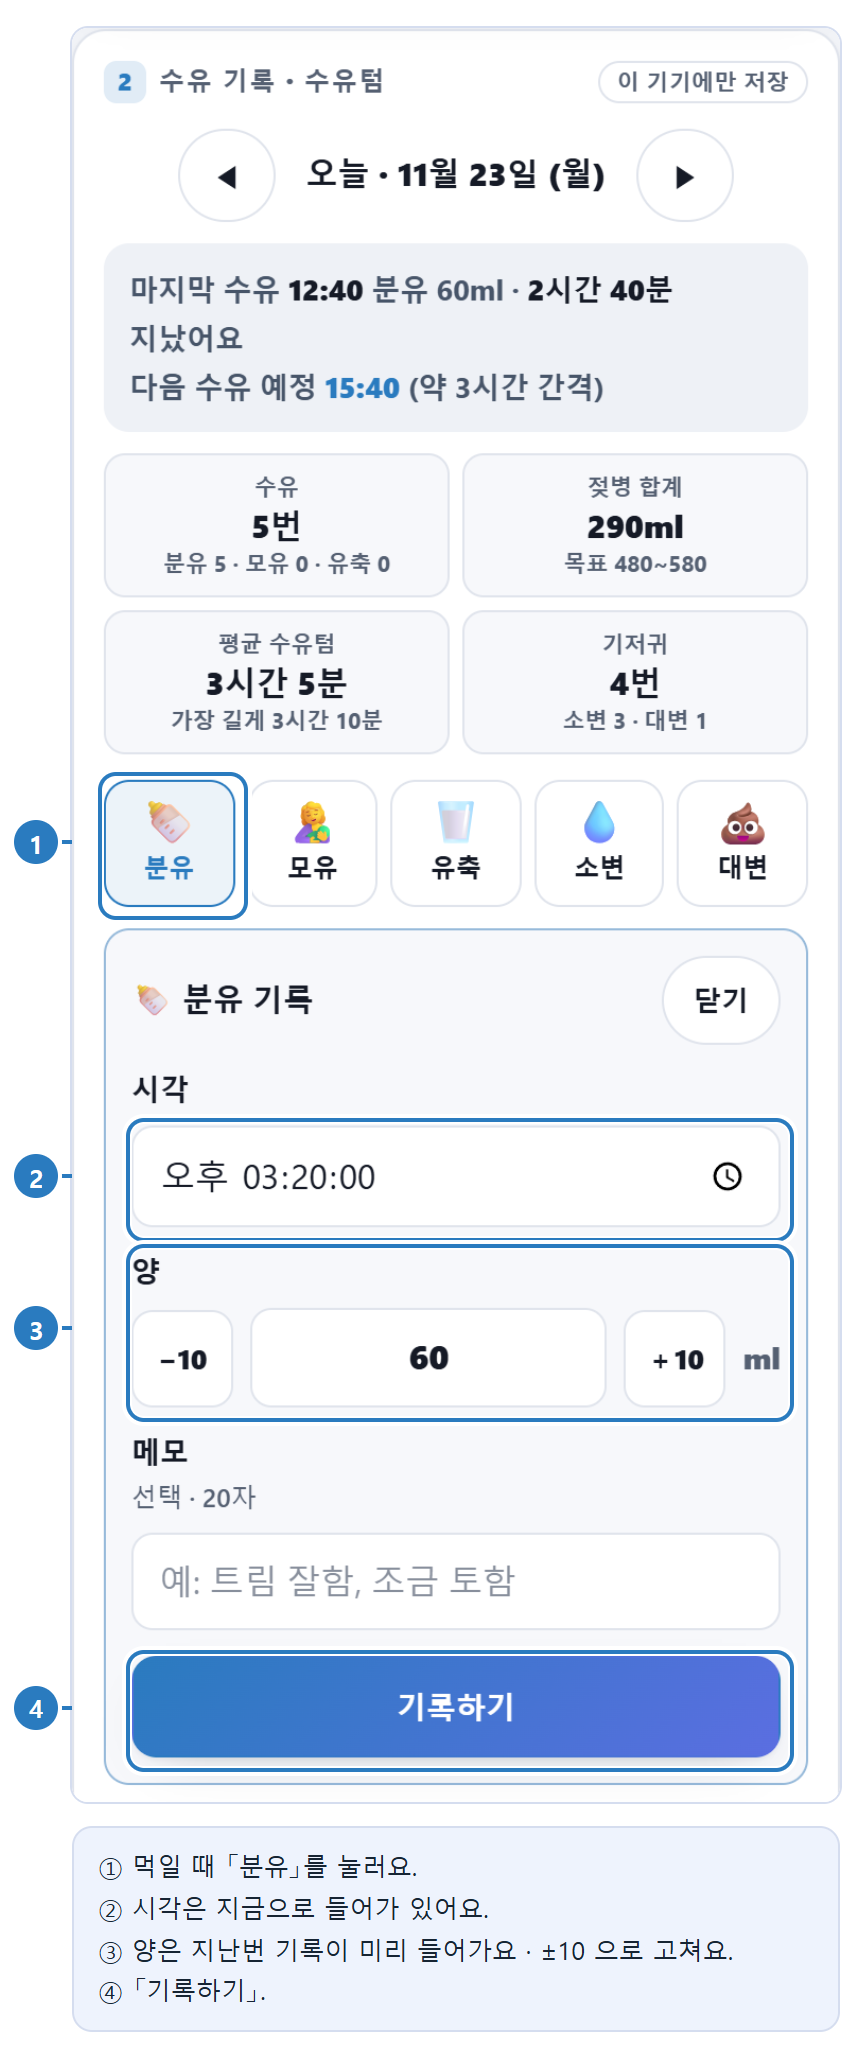 2 수유 기록 · 수유텀
이 기기에만 저장
◀ 오늘 · 11월 23일 (월) ▶
마지막 수유 12:40 분유 60ml · 2시간 40분
지났어요
다음 수유 예정 15:40 (약 3시간 간격)
수유
5번
분유 5 · 모유 0 · 유축 0
젖병 합계
290ml
목표 480~580
평균 수유텀
3시간 5분
가장 길게 3시간 10분
기저귀
4번
소변 3 · 대변 1
1
분유
모유
유축
소변
대변
분유 기록
닫기
시각
2
오후 03:20:00
양
3
−10
60
+10
ml
메모
선택 · 20자
예: 트림 잘함, 조금 토함
4
기록하기
① 먹일 때 「분유」를 눌러요.
② 시각은 지금으로 들어가 있어요.
③ 양은 지난번 기록이 미리 들어가요 · ±10 으로 고쳐요.
④ 「기록하기」.